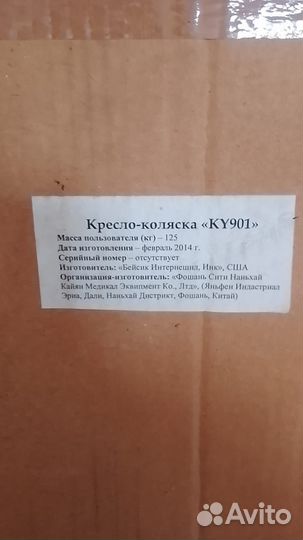 Кресло-коляска «KY901»
Масса пользователя (кг) – 125
Дата изготовления – февраль 2014 г.
Серийный номер – отсутствует
Изготовитель: «Бейсик Интернешнл, Инк», США
Организация-изготовитель: «Фошань Сити Наньхай
Кайян Медикал Эквипмент Ко., Лтд», (Яньфен Индастриал
Эриа, Дали, Наньхай Дистрикт, Фошань, Китай)
Avito